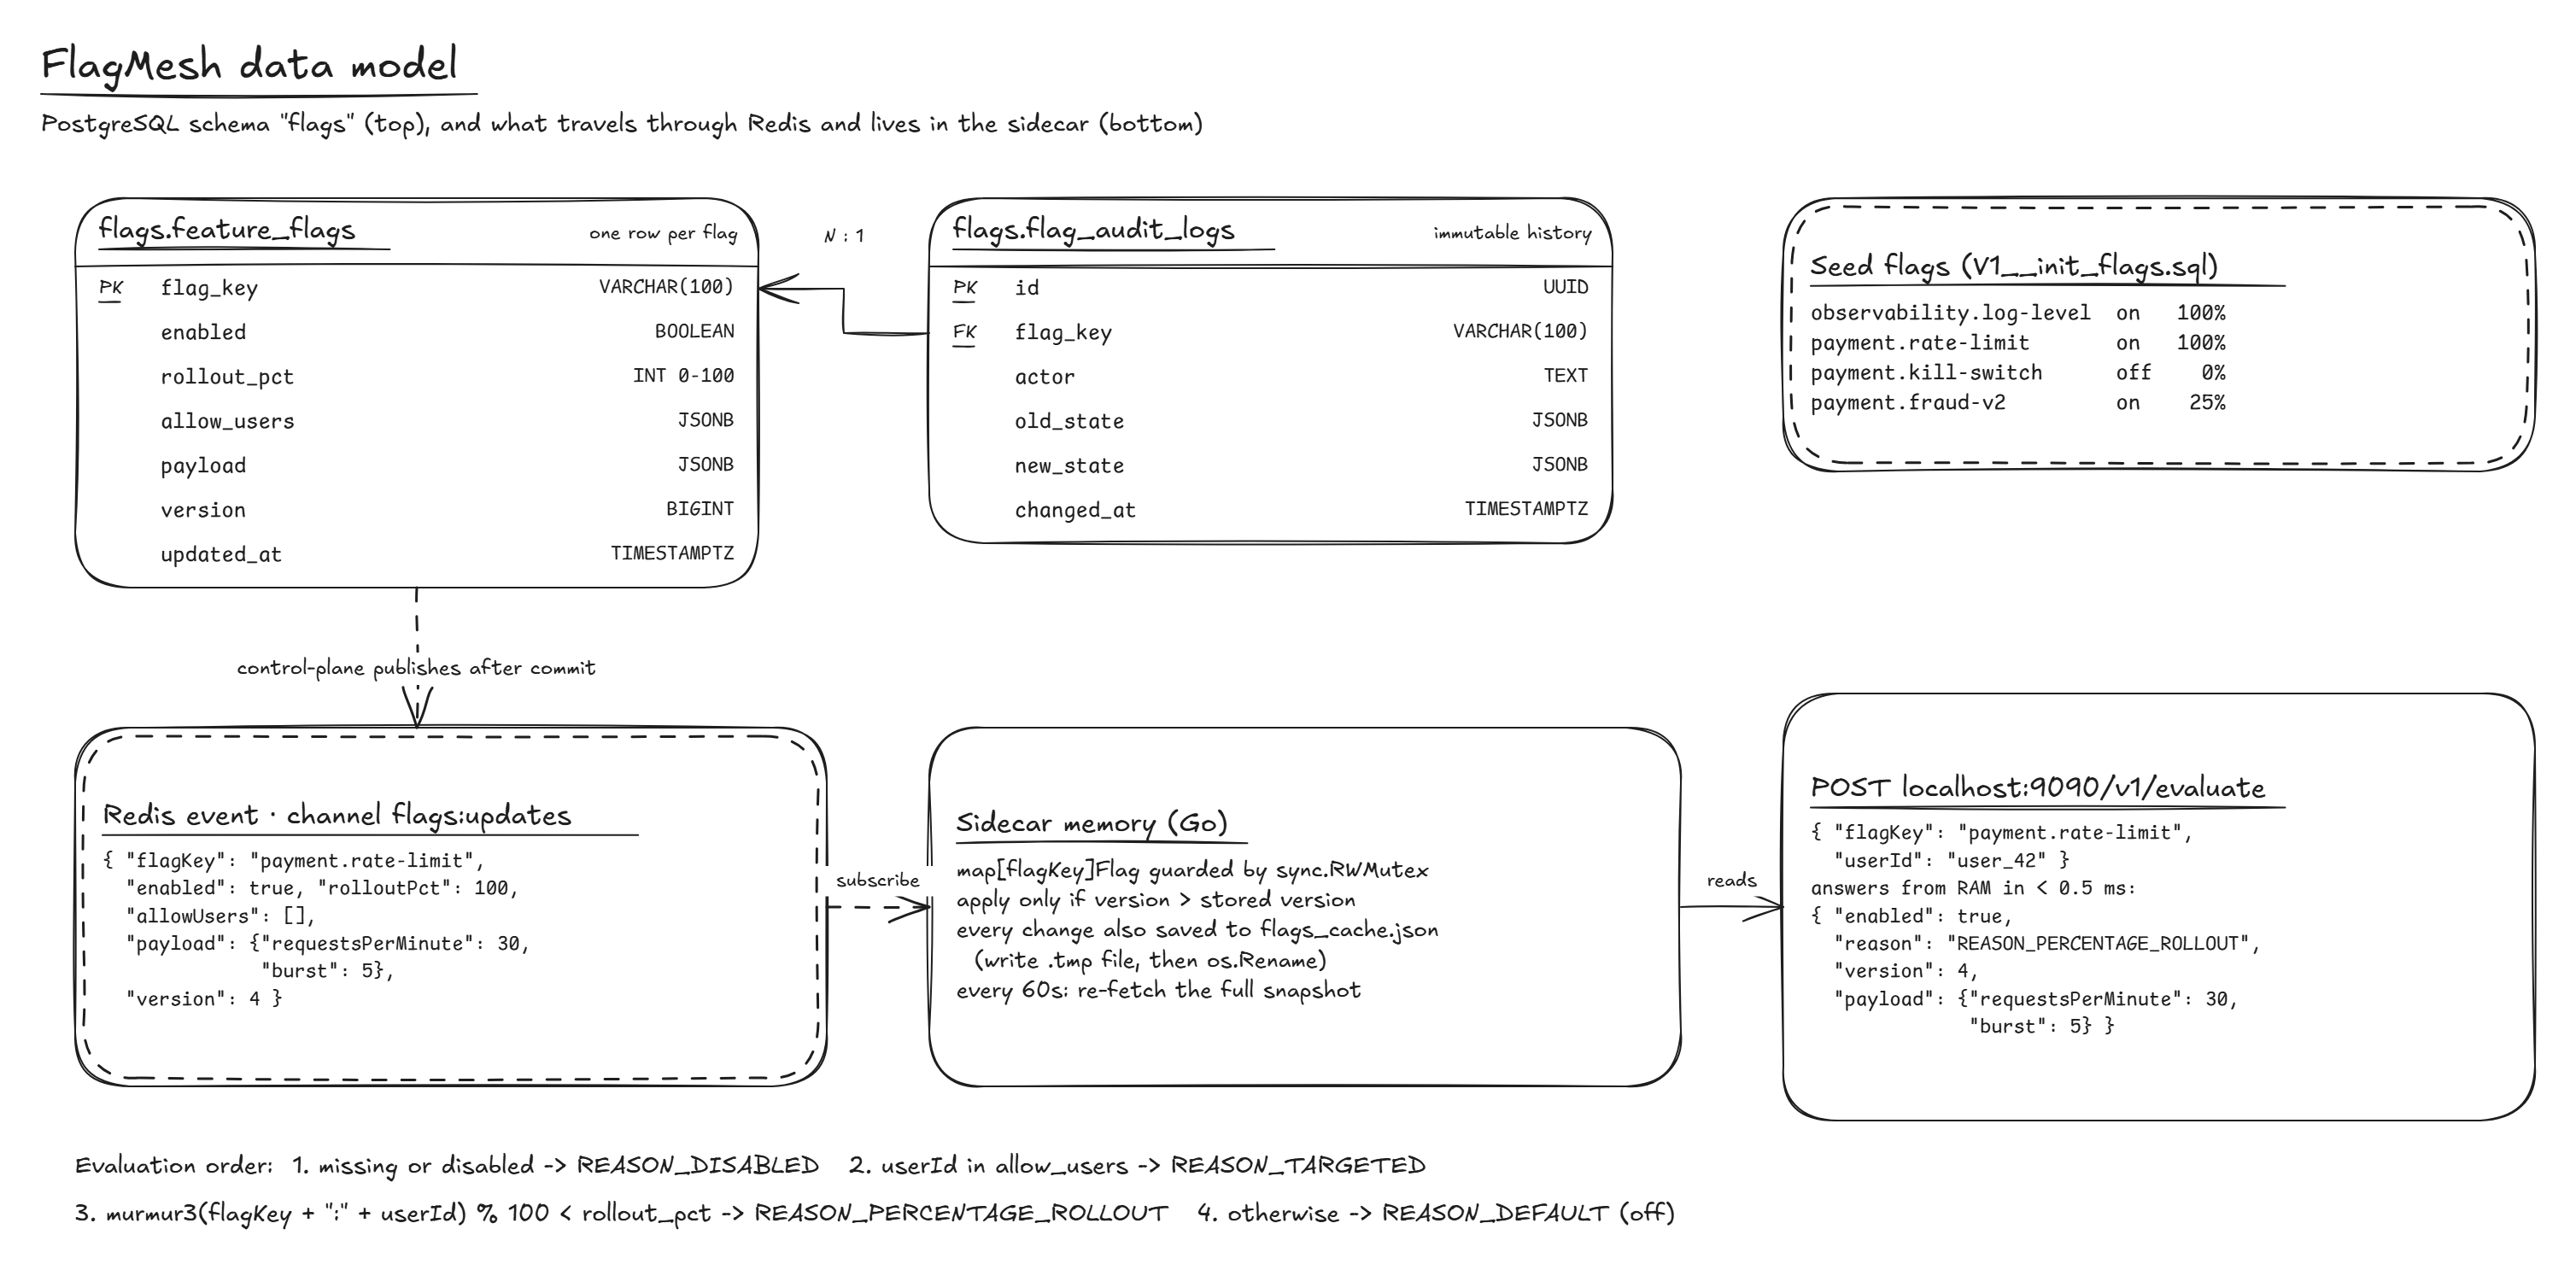 FlagMesh data model
PostgreSQL schema "flags" (top), and what travels through Redis and lives in the sidecar (bottom)
flags.feature_flags one row per flag
PK flag_key VARCHAR(100)
enabled BOOLEAN
rollout_pct INT 0-100
allow_users JSONB
payload JSONB
version BIGINT
updated_at TIMESTAMPTZ
N : 1
flags.flag_audit_logs immutable history
PK id UUID
FK flag_key VARCHAR(100)
actor TEXT
old_state JSONB
new_state JSONB
changed_at TIMESTAMPTZ
Seed flags (V1__init_flags.sql)
observability.log-level on 100%
payment.rate-limit on 100%
payment.kill-switch off 0%
payment.fraud-v2 on 25%
control-plane publishes after commit
Redis event · channel flags:updates
{ "flagKey": "payment.rate-limit",
"enabled": true, "rolloutPct": 100,
"allowUsers": [],
"payload": {"requestsPerMinute": 30,
"burst": 5},
"version": 4 }
subscribe
Sidecar memory (Go)
map[flagKey]Flag guarded by sync.RWMutex
apply only if version > stored version
every change also saved to flags_cache.json
(write .tmp file, then os.Rename)
every 60s: re-fetch the full snapshot
reads
POST localhost:9090/v1/evaluate
{ "flagKey": "payment.rate-limit",
"userId": "user_42" }
answers from RAM in < 0.5 ms:
{ "enabled": true,
"reason": "REASON_PERCENTAGE_ROLLOUT",
"version": 4,
"payload": {"requestsPerMinute": 30,
"burst": 5} }
Evaluation order: 1. missing or disabled -> REASON_DISABLED 2. userId in allow_users -> REASON_TARGETED
3. murmur3(flagKey + ":" + userId) % 100 < rollout_pct -> REASON_PERCENTAGE_ROLLOUT 4. otherwise -> REASON_DEFAULT (off)